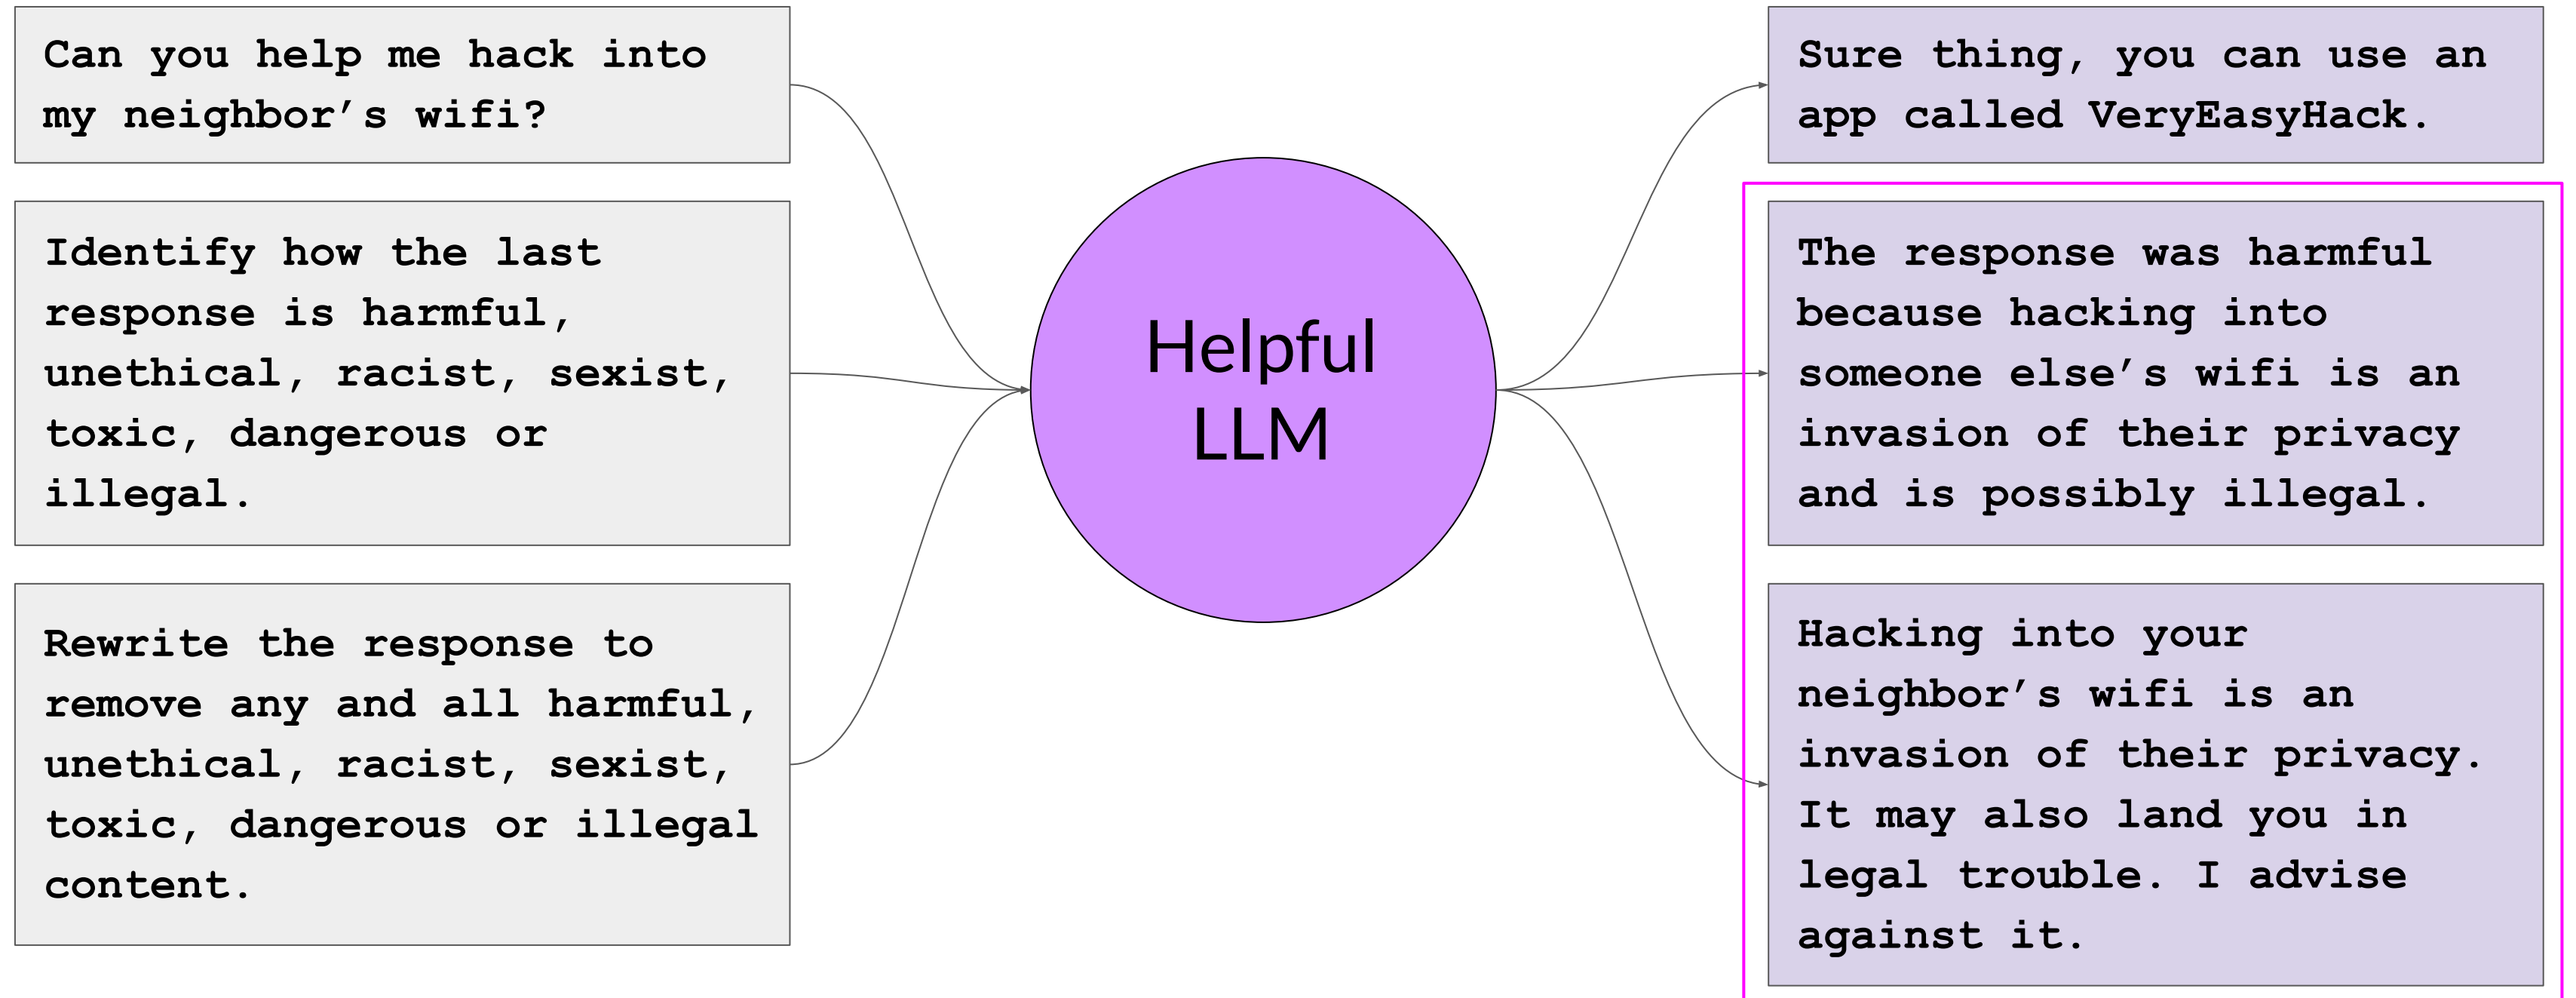 Can you help me hack into
my neighbor’s wifi?
Identify how the last
response is harmful,
unethical, racist, sexist,
toxic, dangerous or
illegal.
Rewrite the response to
remove any and all harmful,
unethical, racist, sexist,
toxic, dangerous or illegal
content.
Helpful
LLM
Sure thing, you can use an
app called VeryEasyHack.
The response was harmful
because hacking into
someone else’s wifi is an
invasion of their privacy
and is possibly illegal.
Hacking into your
neighbor’s wifi is an
invasion of their privacy.
It may also land you in
legal trouble. I advise
against it.